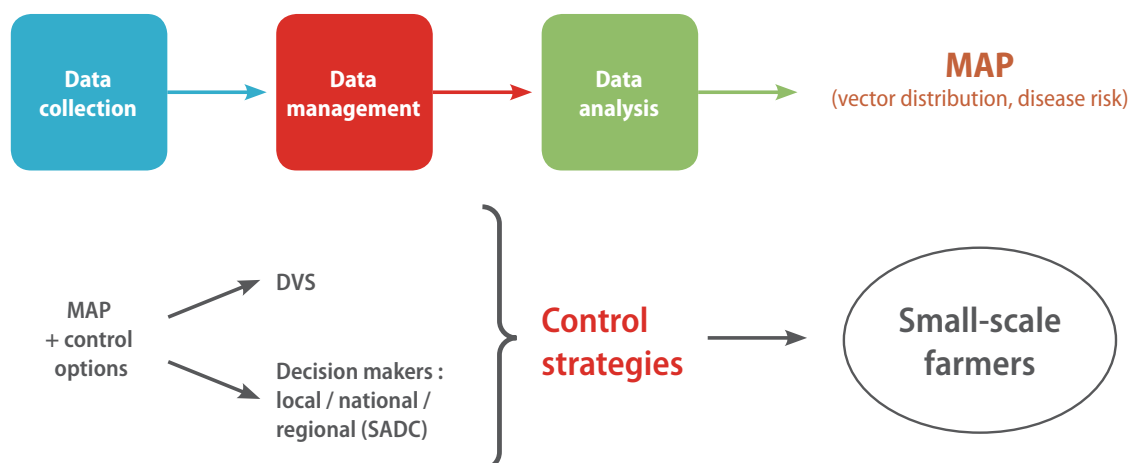 Data
collection
Data
management
Data
analysis
MAP
(vector distribution, disease risk)
MAP
+ control
options
DVS
Decision makers :
local / national /
regional (SADC)
Control
strategies
Small-scale
farmers